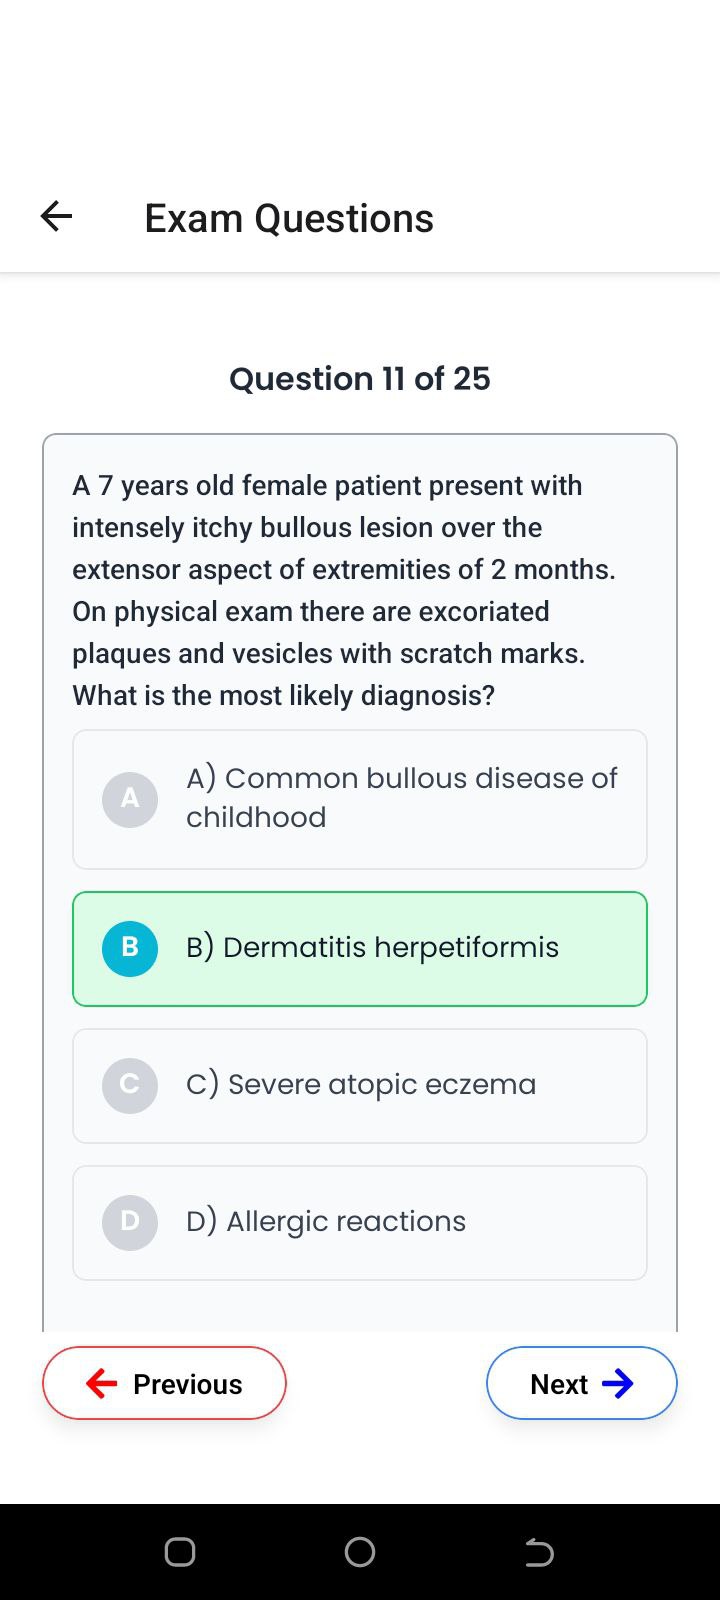 Exam Questions
Question 11 of 25
A 7 years old female patient present with
intensely itchy bullous lesion over the
extensor aspect of extremities of 2 months.
On physical exam there are excoriated
plaques and vesicles with scratch marks.
What is the most likely diagnosis?
A
A) Common bullous disease of
childhood
B
B) Dermatitis herpetiformis
C
C) Severe atopic eczema
D
D) Allergic reactions
Previous
Next